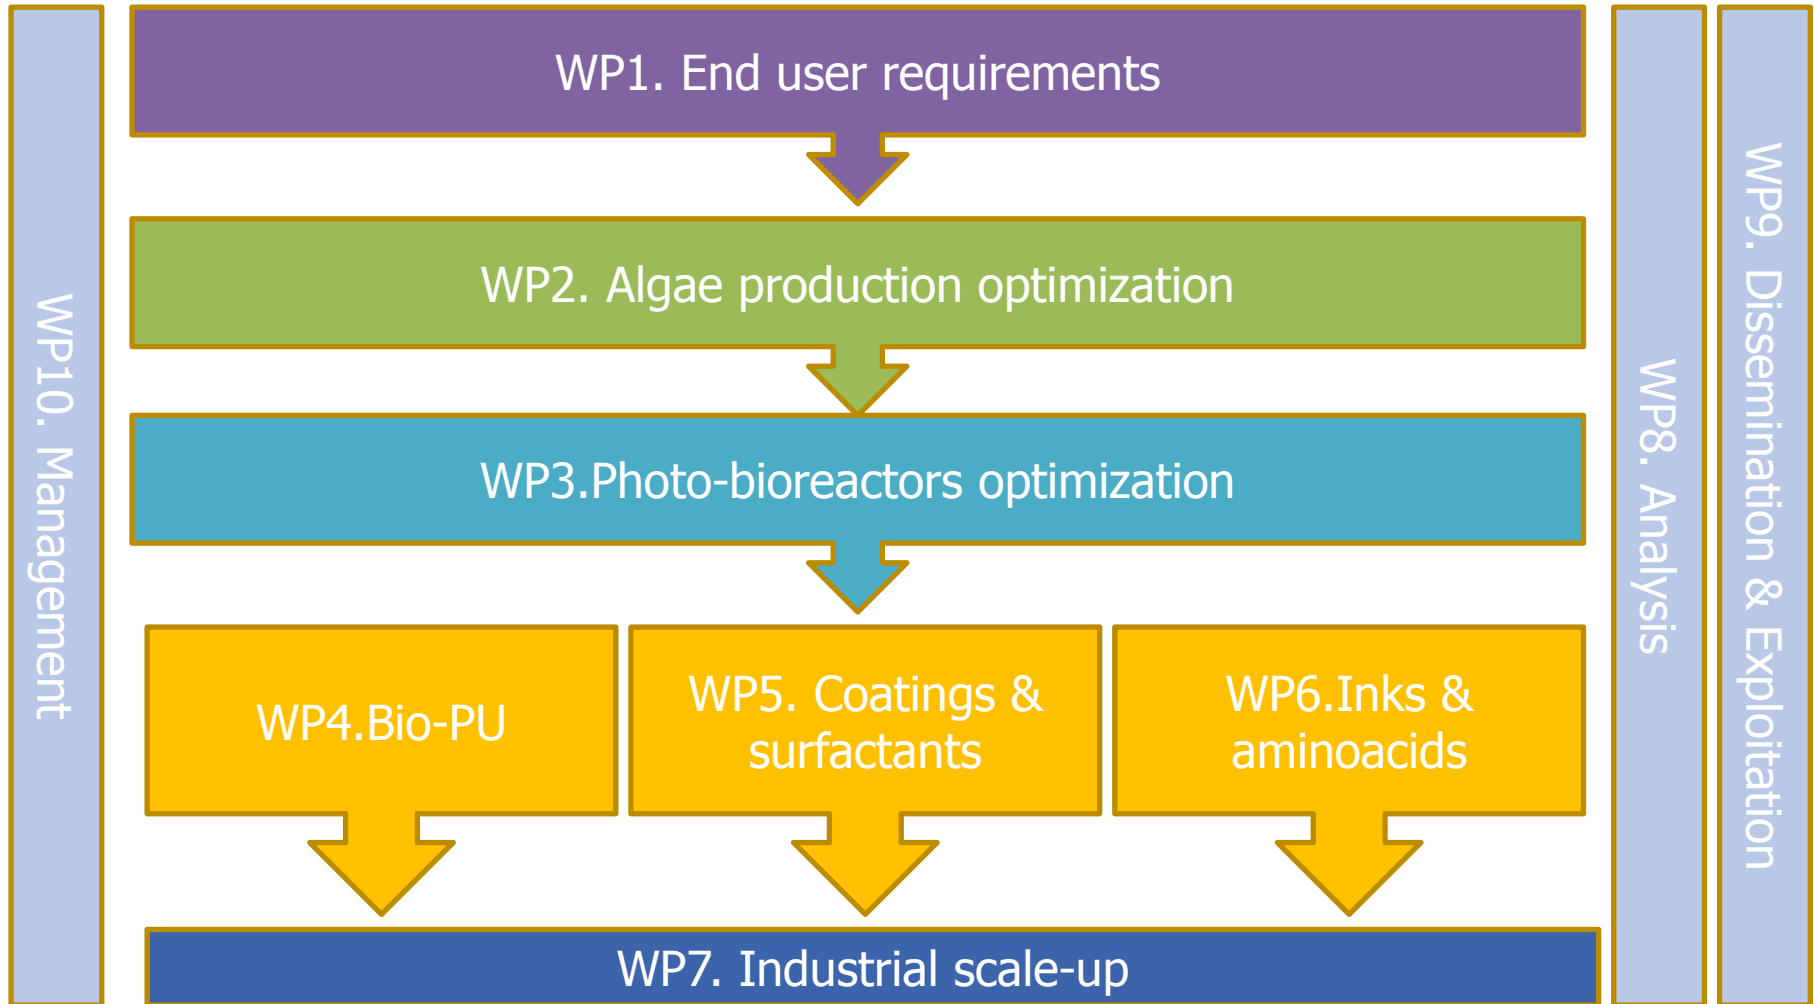 WP1. End user requirements
WP2. Algae production optimization
WP3.Photo-bioreactors optimization
WP4.Bio-PU
WP5. Coatings &
surfactants
WP6.Inks &
aminoacids
WP7. Industrial scale-up
WP10. Management
WP8. Analysis
WP9. Dissemination & Exploitation